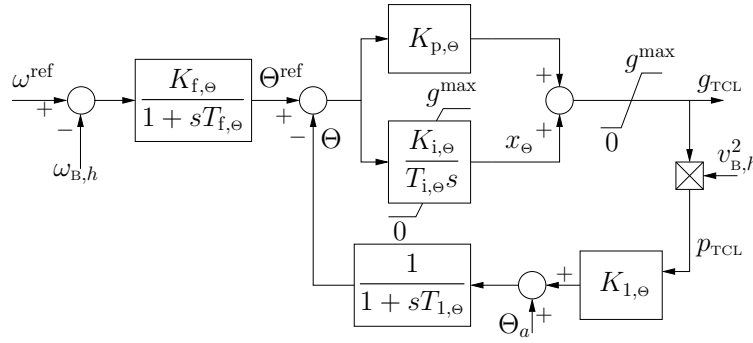 ω^ref
+
−
ω_B,h
K_f,Θ
1 + sT_f,Θ
Θ^ref
+
−
Θ
K_p,Θ
g^max
K_i,Θ
T_i,Θ s
0
x_Θ
+
+
g^max
0
g_TCL
v²_B,h
p_TCL
K_1,Θ
+
+
Θ_a
1
1 + sT_1,Θ